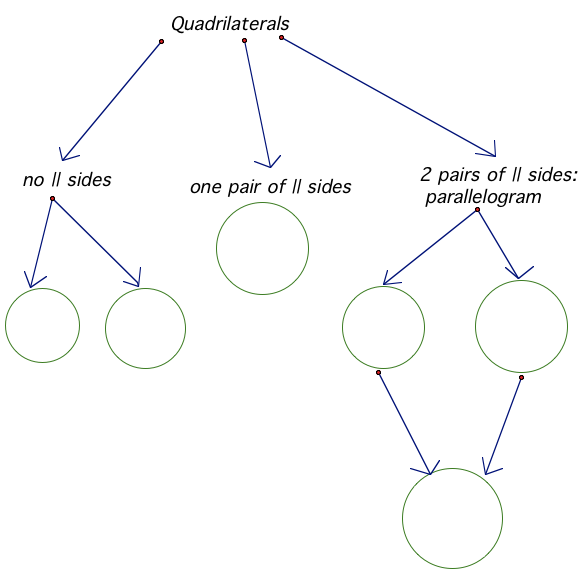 Quadrilaterals
no || sides
one pair of || sides
2 pairs of || sides:
parallelogram